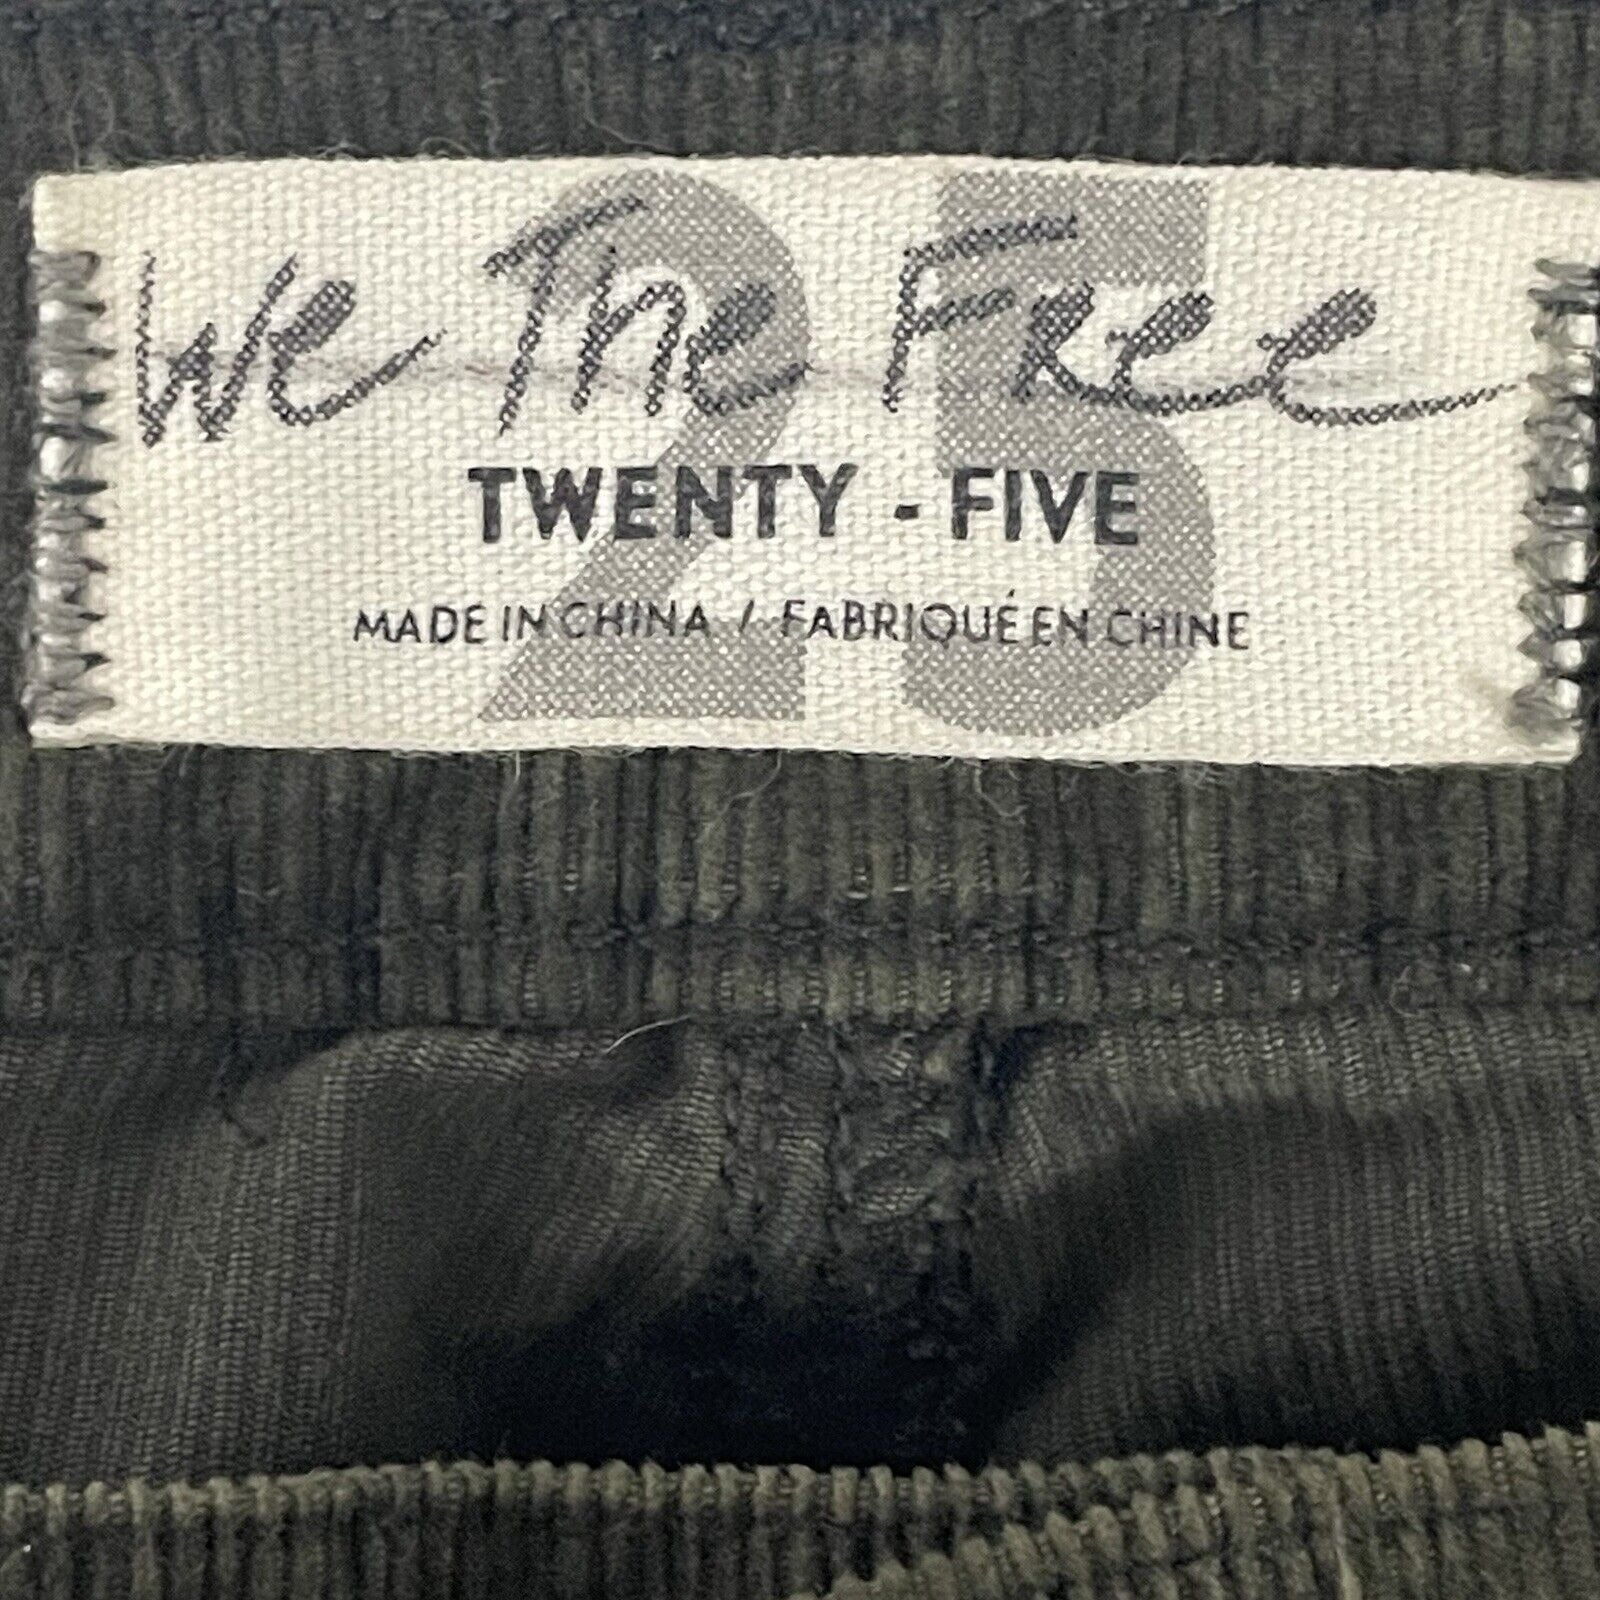 We The Free
25
TWENTY - FIVE
MADE IN CHINA / FABRIQUÉ EN CHINE